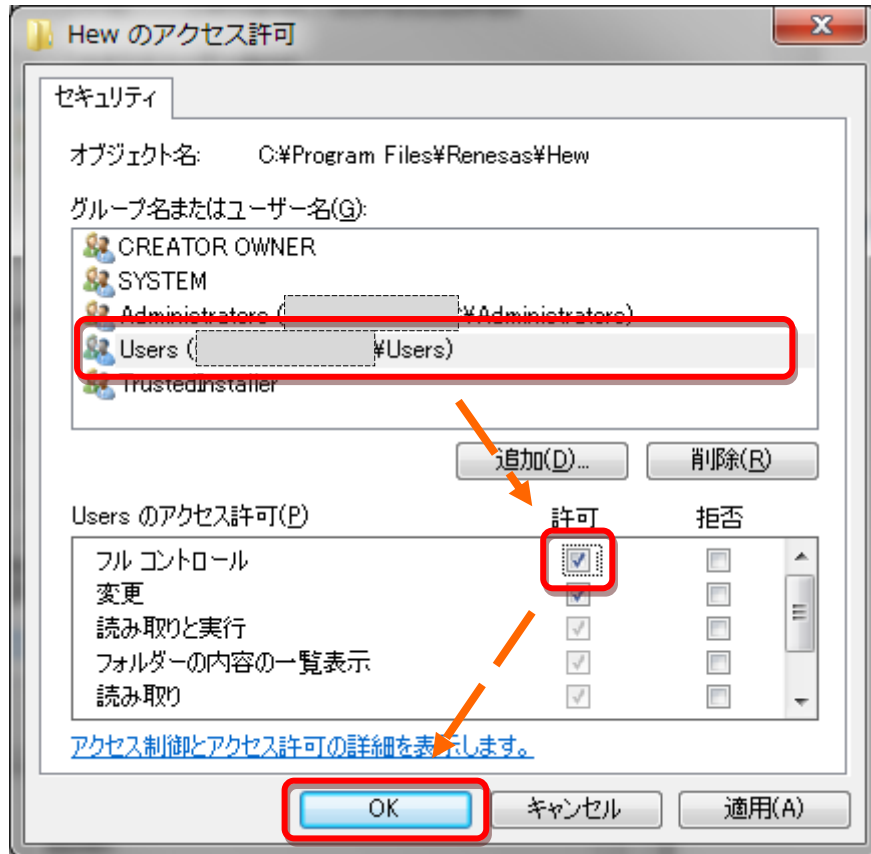 Hew のアクセス許可
セキュリティ
オブジェクト名: C:¥Program Files¥Renesas¥Hew
グループ名またはユーザー名(G):
CREATOR OWNER
SYSTEM
Administrators ( ¥Administrators)
Users ( ¥Users)
TrustedInstaller
追加(D)... 削除(R)
Users のアクセス許可(P) 許可 拒否
フル コントロール
変更
読み取りと実行
フォルダーの内容の一覧表示
読み取り
アクセス制御とアクセス許可の詳細を表示します。
OK キャンセル 適用(A)